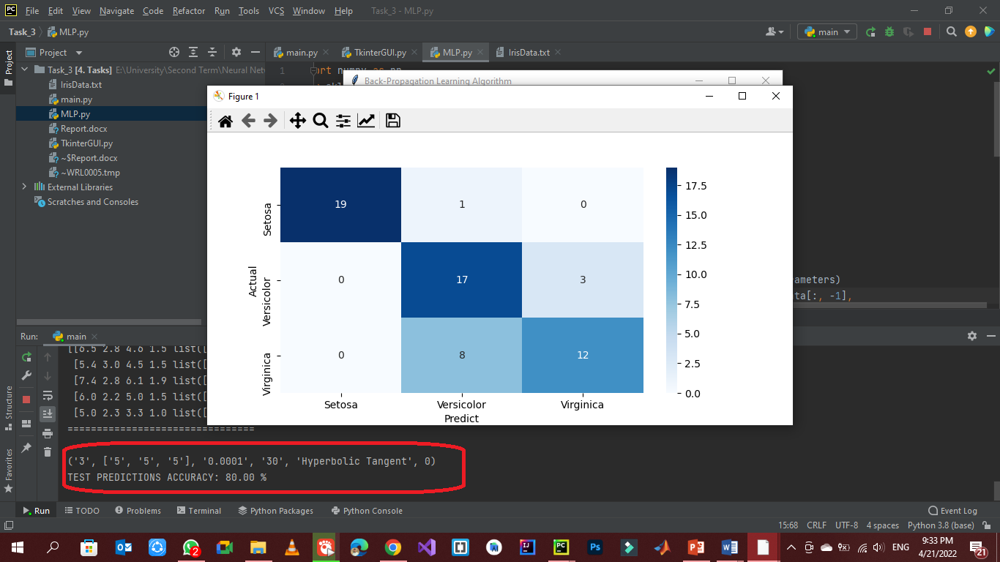 PC File Edit View Navigate Code Refactor Run Tools VCS Window Help Task_3 - MLP.py
Task_3 MLP.py main
Project main.py TkinterGUI.py MLP.py IrisData.txt
Project
Task_3 [4. Tasks] E:\University\Second Term\Neural Net
1
Back-Propagation Learning Algorithm
IrisData.txt
main.py
MLP.py
Report.docx
TkinterGUI.py
~$Report.docx
~WRL0005.tmp
External Libraries
Scratches and Consoles
Figure 1
19 1 0
0 17 3
0 8 12
Setosa
Versicolor
Virginica
Actual
Setosa Versicolor Virginica
Predict
17.5
15.0
12.5
10.0
7.5
5.0
2.5
0.0
ameters)
ta[:, -1],
Run: main
[[6.5 2.8 4.6 1.5 list([
[5.4 3.0 4.5 1.5 list([
[7.4 2.8 6.1 1.9 list([
[6.0 2.2 5.0 1.5 list([
[5.0 2.3 3.3 1.0 list([
================================
('3', ['5', '5', '5'], '0.0001', '30', 'Hyperbolic Tangent', 0)
TEST PREDICTIONS ACCURACY: 80.00 %
Structure
Favorites
Run TODO Problems Terminal Python Packages Python Console Event Log
15:68 CRLF UTF-8 4 spaces Python 3.8 (base)
2 PC Ps ENG 9:33 PM
4/21/2022 21